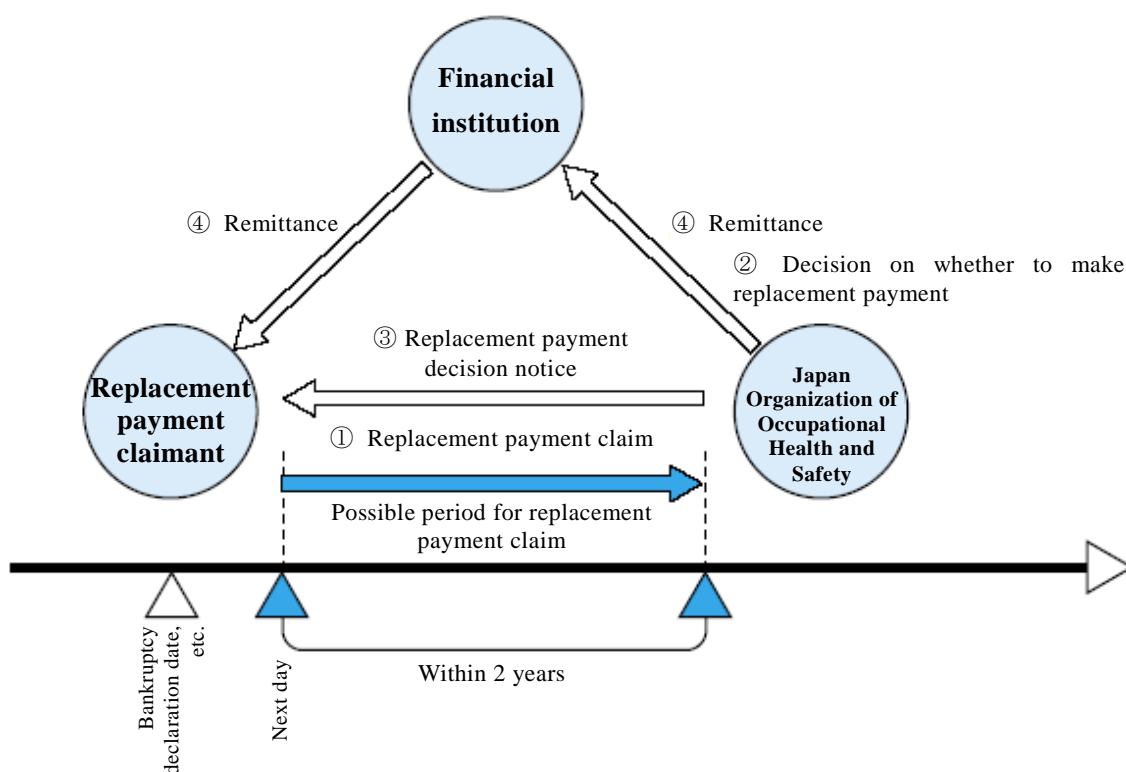 Financial
institution
④ Remittance
④ Remittance
② Decision on whether to make
replacement payment
③ Replacement payment
decision notice
Replacement
payment
claimant
Japan
Organization of
Occupational
Health and
Safety
① Replacement payment claim
Possible period for replacement
payment claim
Bankruptcy
declaration date,
etc.
Next day
Within 2 years